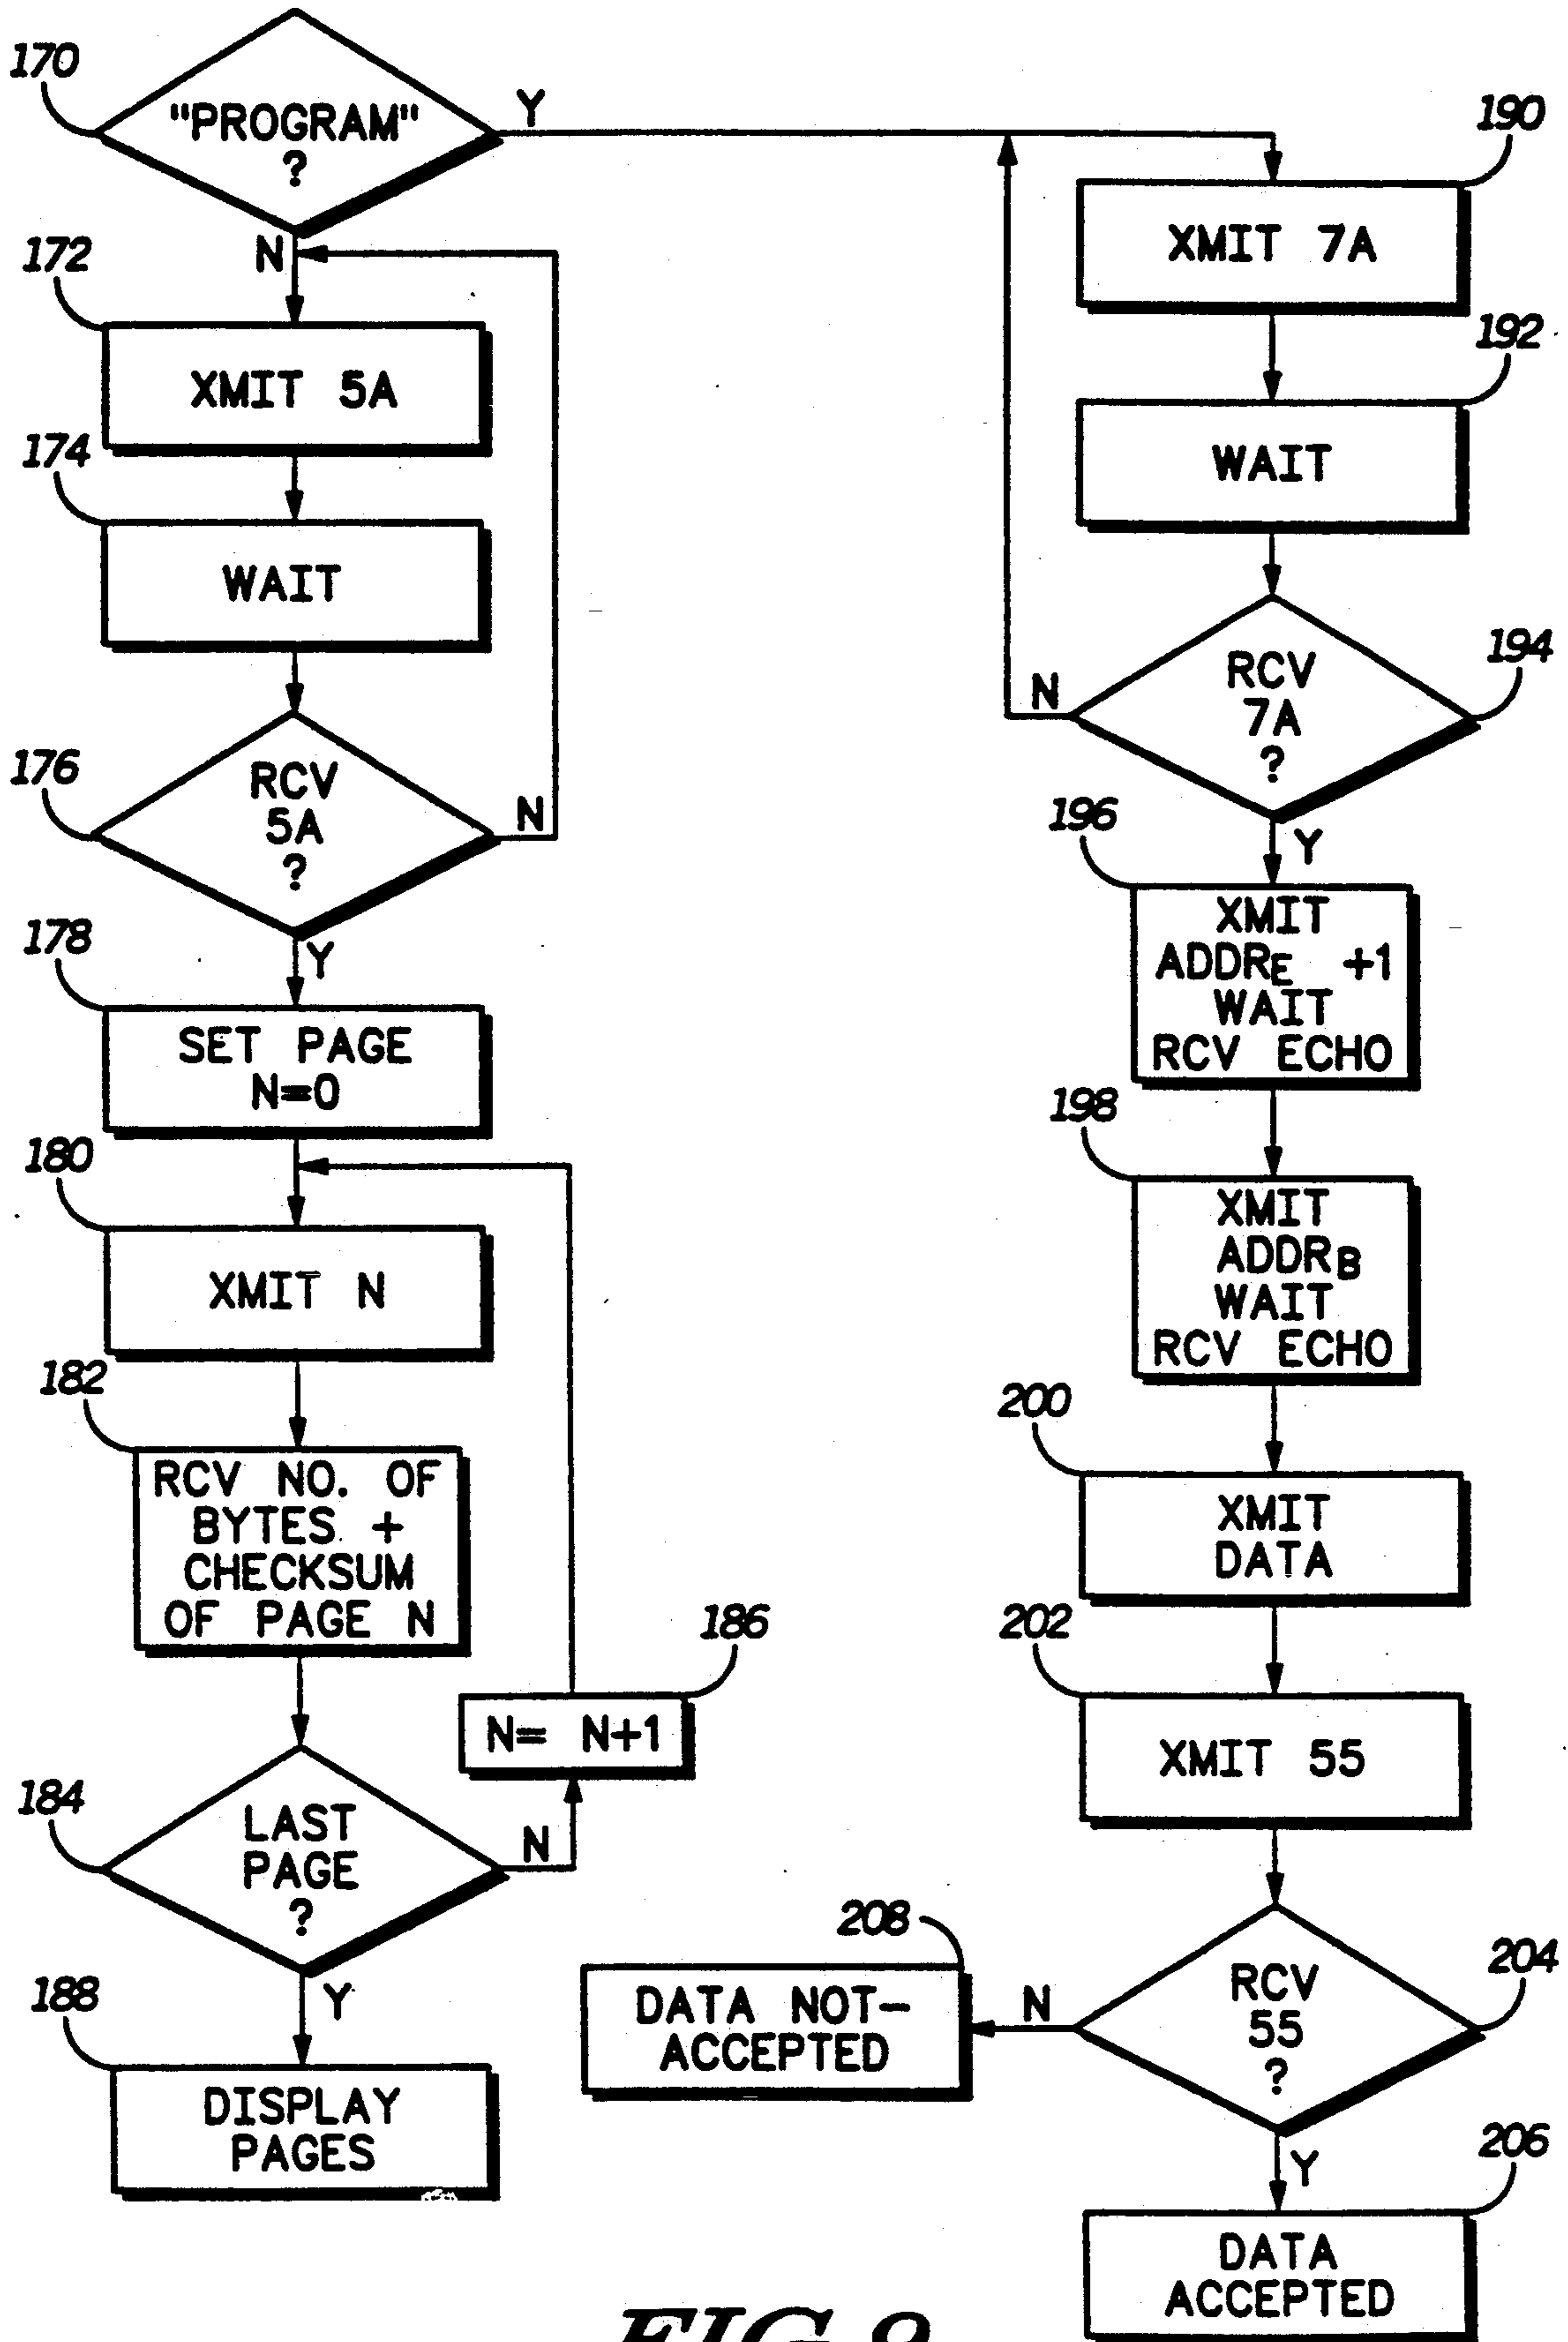 170
"PROGRAM"
?
Y
N
172
XMIT 5A
174
WAIT
176
RCV
5A
?
N
Y
178
SET PAGE
N=0
180
XMIT N
182
RCV NO. OF
BYTES +
CHECKSUM
OF PAGE N
184
LAST
PAGE
?
N
186
N= N+1
Y
188
DISPLAY
PAGES
190
XMIT 7A
192
WAIT
194
RCV
7A
?
N
Y
196
XMIT
ADDRE +1
WAIT
RCV ECHO
198
XMIT
ADDRB
WAIT
RCV ECHO
200
XMIT
DATA
202
XMIT 55
204
RCV
55
?
N
208
DATA NOT-
ACCEPTED
Y
206
DATA
ACCEPTED